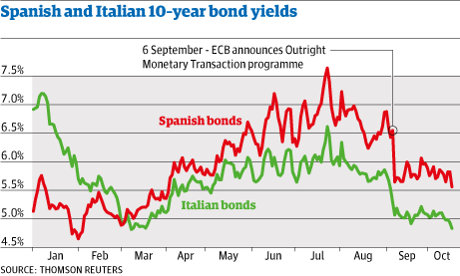 Spanish and Italian 10-year bond yields
6 September - ECB announces Outright
Monetary Transaction programme
7.5%
7.0%
6.5%
6.0%
5.5%
5.0%
4.5%
Spanish bonds
Italian bonds
Jan Feb Mar Apr May Jun Jul Aug Sep Oct
SOURCE: THOMSON REUTERS